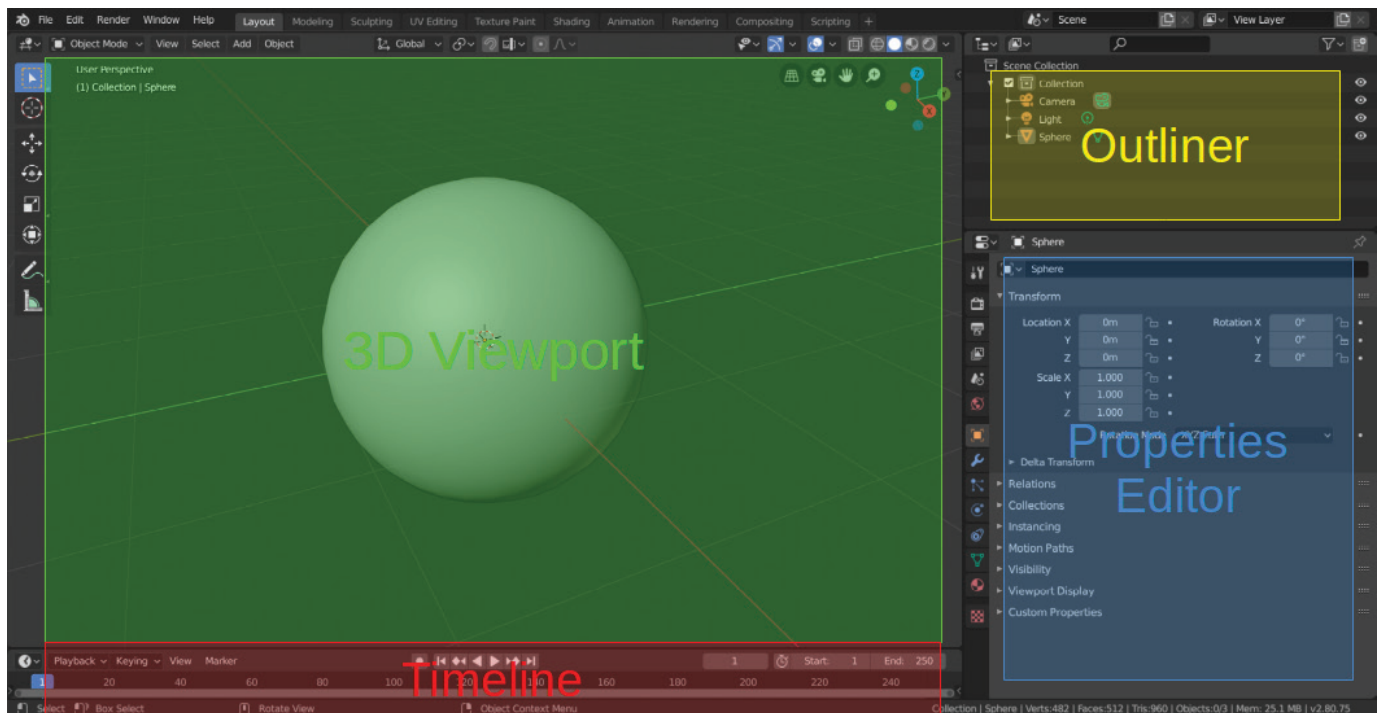 File Edit Render Window Help Layout Modeling Sculpting UV Editing Texture Paint Shading Animation Rendering Compositing Scripting + Scene View Layer
Object Mode View Select Add Object Global
User Perspective
(1) Collection | Sphere
3D Viewport
Scene Collection
Collection
Camera
Light
Sphere
Outliner
Sphere
Sphere
Transform
Location X 0m Rotation X 0°
Y 0m Y 0°
Z 0m Z 0°
Scale X 1.000
Y 1.000
Z 1.000
Rotation Mode XYZ Euler
Properties
Editor
Delta Transform
Relations
Collections
Instancing
Motion Paths
Visibility
Viewport Display
Custom Properties
Playback Keying View Marker 1 Start: 1 End: 250
Timeline
1 20 40 60 80 100 120 140 160 180 200 220 240
Select Box Select Rotate View Object Context Menu Collection | Sphere | Verts:482 | Faces:512 | Tris:960 | Objects:0/3 | Mem: 25.1 MB | v2.80.75